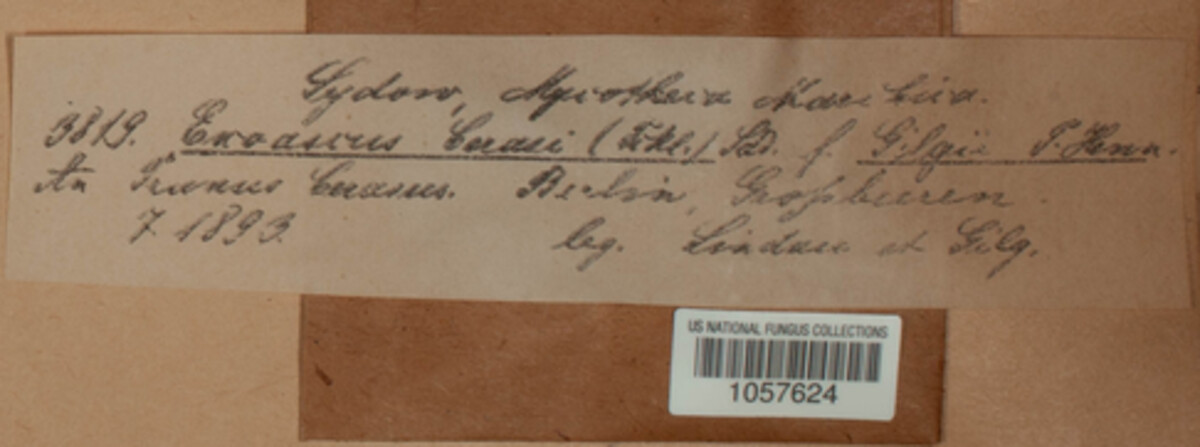 Sydow, Mycotheca Marchica.
3819. Exoascus Cerasi (Fckl.) Sad. f. Gilgii P. Henn.
An Prunus Cerasus. Berlin, Großbeeren.
7. 1893. leg. Lindau et Gilg.
US NATIONAL FUNGUS COLLECTIONS
1057624